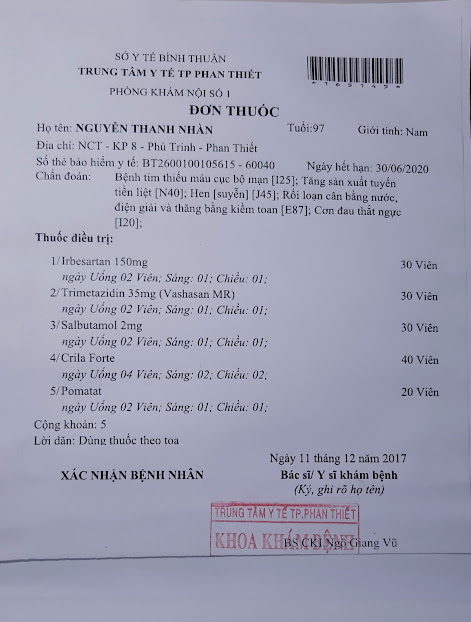 SỞ Y TẾ BÌNH THUẬN
TRUNG TÂM Y TẾ TP PHAN THIẾT
PHÒNG KHÁM NỘI SỐ 1
ĐƠN THUỐC
Họ tên: NGUYỄN THANH NHÀN Tuổi:97 Giới tính: Nam
Địa chỉ: NCT - KP 8 - Phú Trinh - Phan Thiết
Số thẻ bảo hiểm y tế: BT2600100105615 - 60040 Ngày hết hạn: 30/06/2020
Chẩn đoán: Bệnh tim thiếu máu cục bộ mạn [I25]; Tăng sản xuất tuyến
tiền liệt [N40]; Hen [suyễn] [J45]; Rối loạn cân bằng nước,
điện giải và thăng bằng kiềm toan [E87]; Cơn đau thắt ngực
[I20];
Thuốc điều trị:
1/Irbesartan 150mg 30 Viên
ngày Uống 02 Viên; Sáng: 01; Chiều: 01;
2/Trimetazidin 35mg (Vashasan MR) 30 Viên
ngày Uống 02 Viên; Sáng: 01; Chiều: 01;
3/Salbutamol 2mg 30 Viên
ngày Uống 02 Viên; Sáng: 01; Chiều: 01;
4/Crila Forte 40 Viên
ngày Uống 04 Viên; Sáng: 02; Chiều: 02;
5/Pomatat 20 Viên
ngày Uống 02 Viên; Sáng: 01; Chiều: 01;
Cộng khoản: 5
Lời dặn: Dùng thuốc theo toa
Ngày 11 tháng 12 năm 2017
XÁC NHẬN BỆNH NHÂN Bác sĩ/ Y sĩ khám bệnh
(Ký, ghi rõ họ tên)
TRUNG TÂM Y TẾ TP.PHAN THIẾT
KHOA KHÁM BỆNH
BS CKI Ngô Giang Vũ